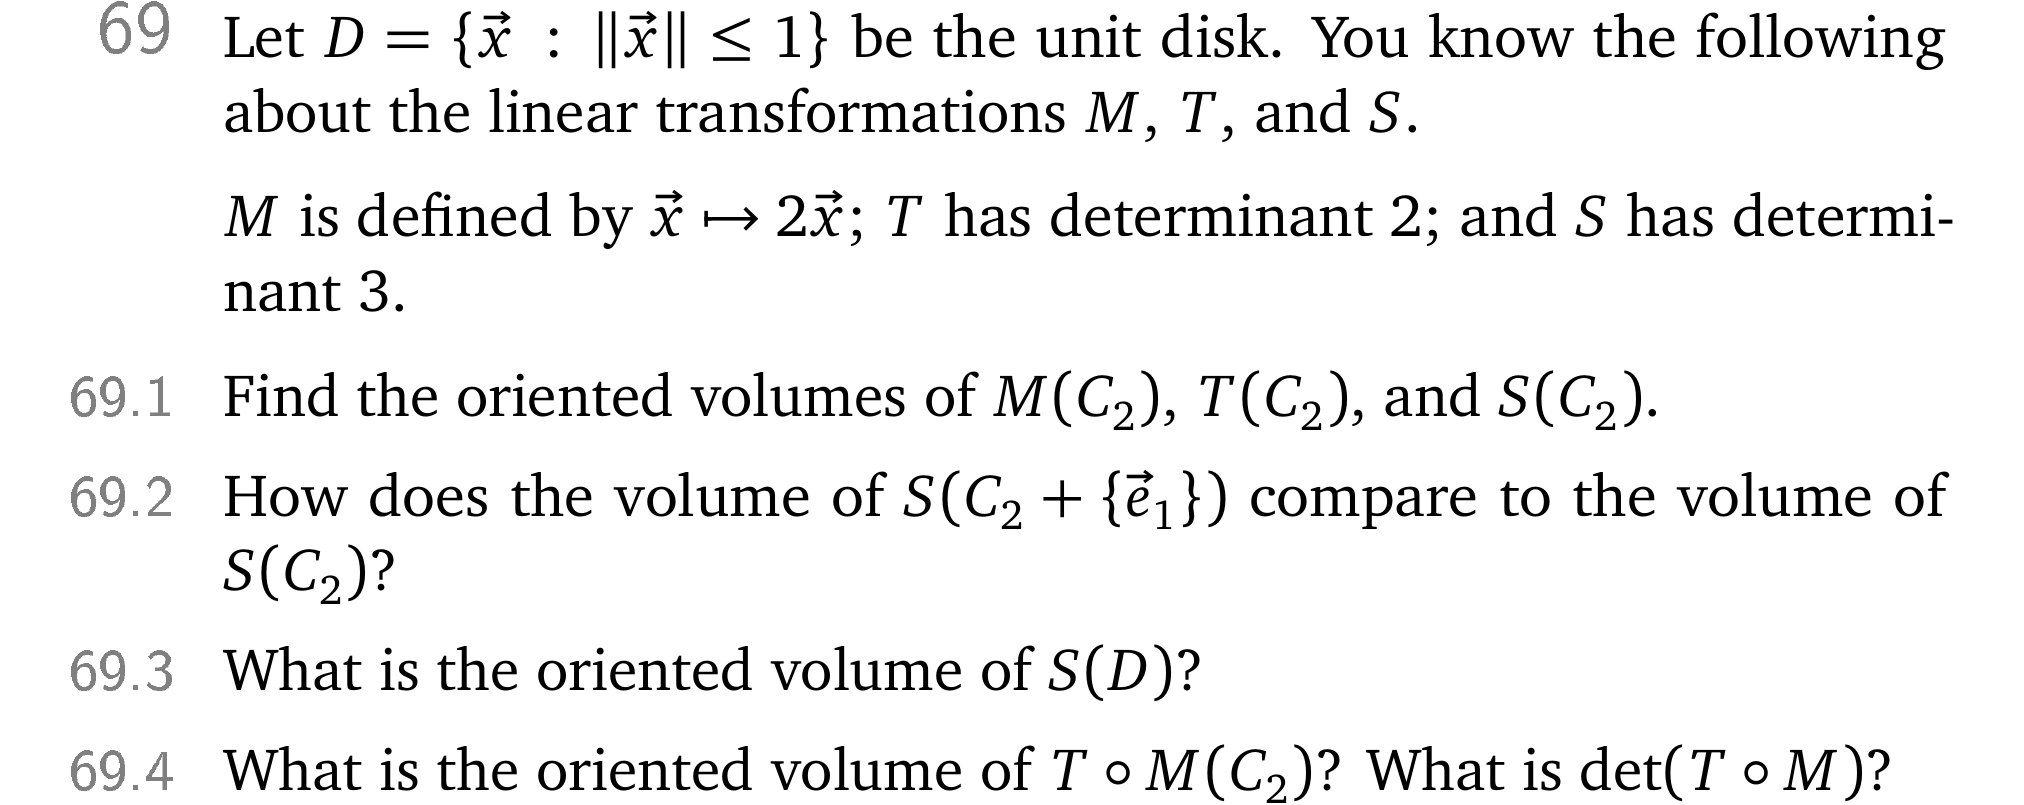 69 Let D = {x⃗ : ‖x⃗‖ ≤ 1} be the unit disk. You know the following
about the linear transformations M, T, and S.
M is defined by x⃗ ↦ 2x⃗; T has determinant 2; and S has determi-
nant 3.
69.1 Find the oriented volumes of M(C₂), T(C₂), and S(C₂).
69.2 How does the volume of S(C₂ + {e⃗₁}) compare to the volume of
S(C₂)?
69.3 What is the oriented volume of S(D)?
69.4 What is the oriented volume of T ∘ M(C₂)? What is det(T ∘ M)?